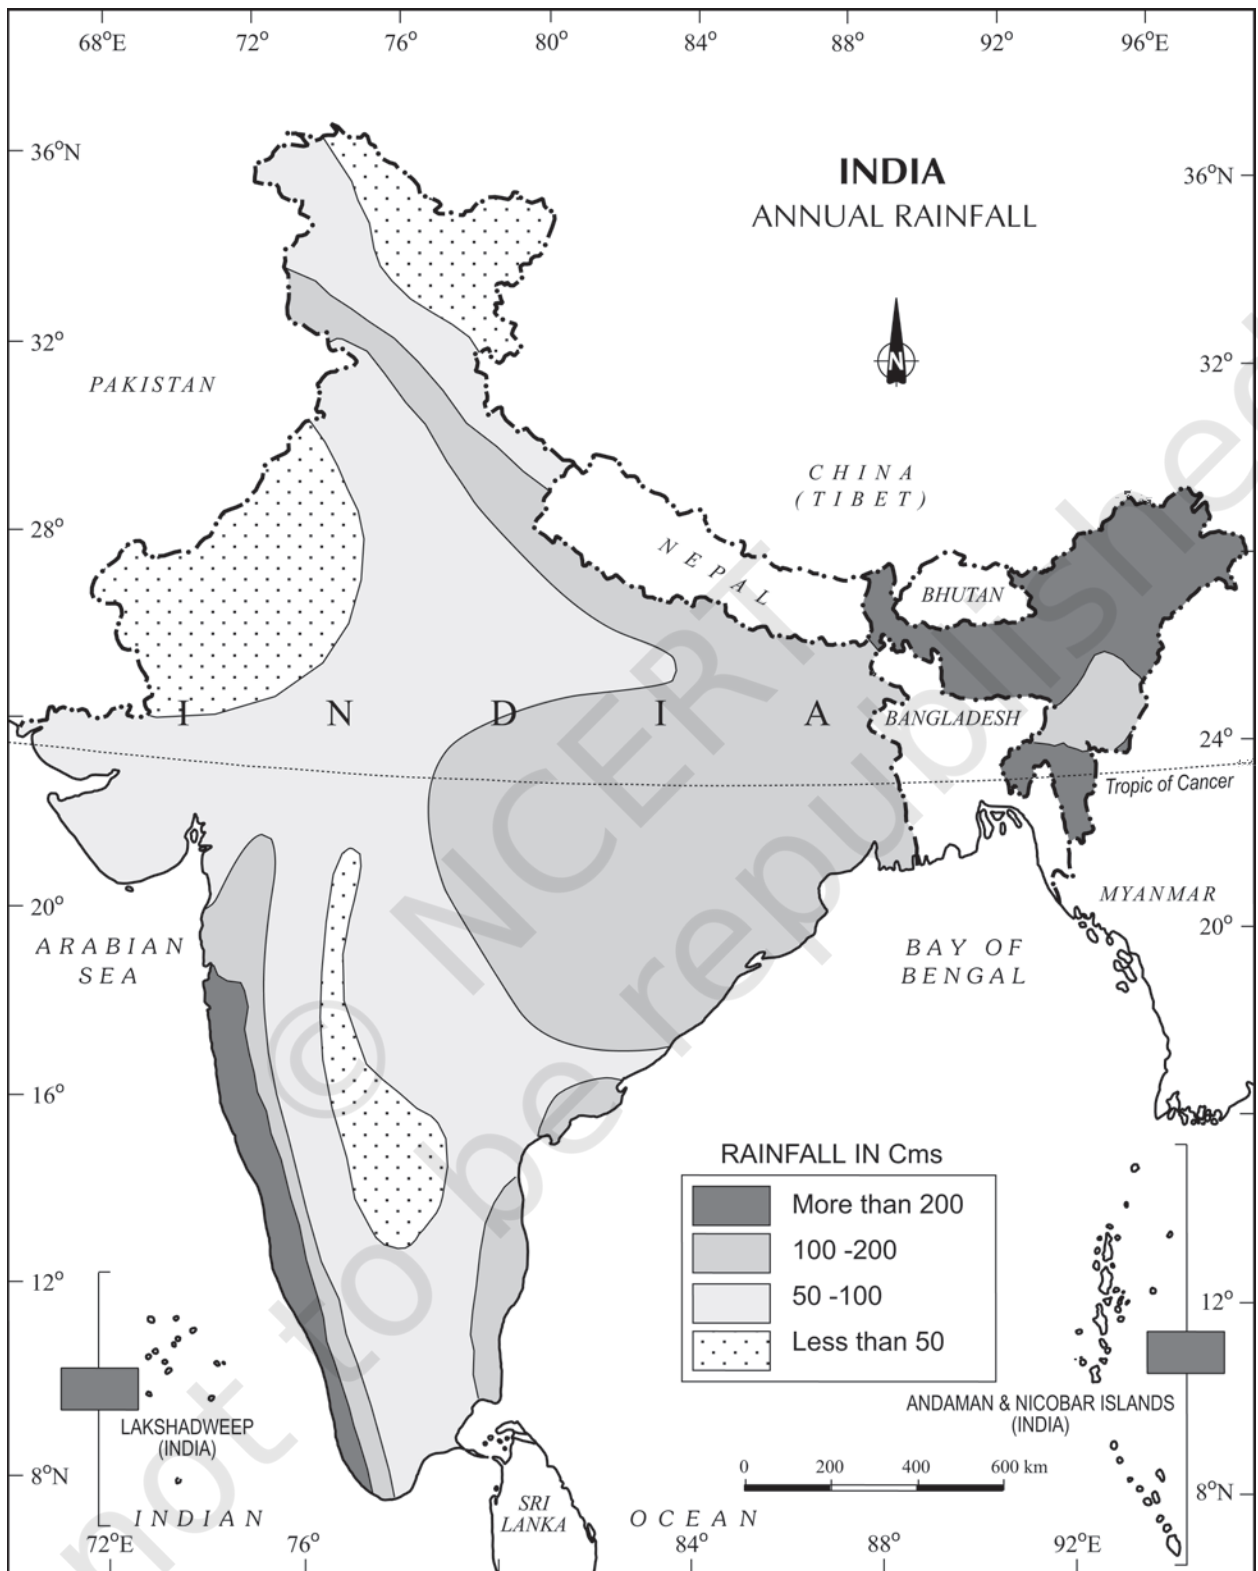 68°E 72° 76° 80° 84° 88° 92° 96°E
36°N
INDIA
36°N
ANNUAL RAINFALL
N
32°
32°
PAKISTAN
CHINA
(TIBET)
28°
NEPAL
BHUTAN
I N D I A
BANGLADESH
24°
Tropic of Cancer
20°
MYANMAR
20°
ARABIAN
SEA
BAY OF
BENGAL
16°
RAINFALL IN Cms
More than 200
100 -200
50 -100
Less than 50
12°
12°
LAKSHADWEEP
(INDIA)
ANDAMAN & NICOBAR ISLANDS
(INDIA)
0 200 400 600 km
8°N
8°N
SRI
LANKA
INDIAN OCEAN
72°E 76° 84° 88° 92°E
© NCERT
not to be republished